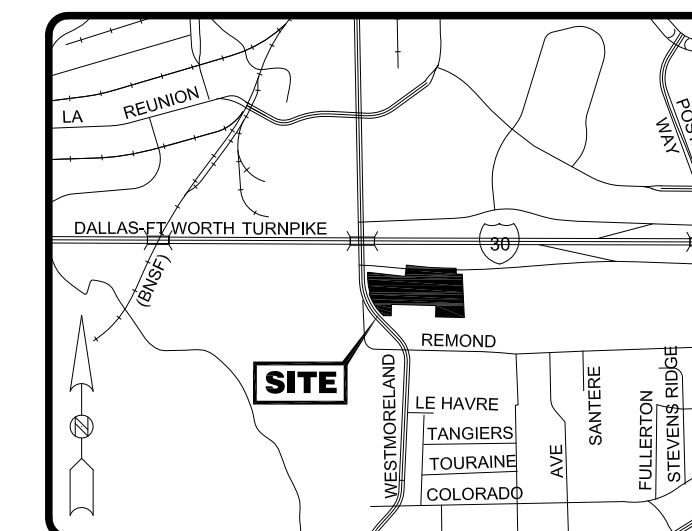 LA REUNION
POST
WAY
DALLAS-FT WORTH TURNPIKE
30
(BNSF)
REMOND
SITE
WESTMORELAND
LE HAVRE
TANGIERS
TOURAINE
COLORADO
AVE
SANTERE
FULLERTON
STEVENS RIDGE
N